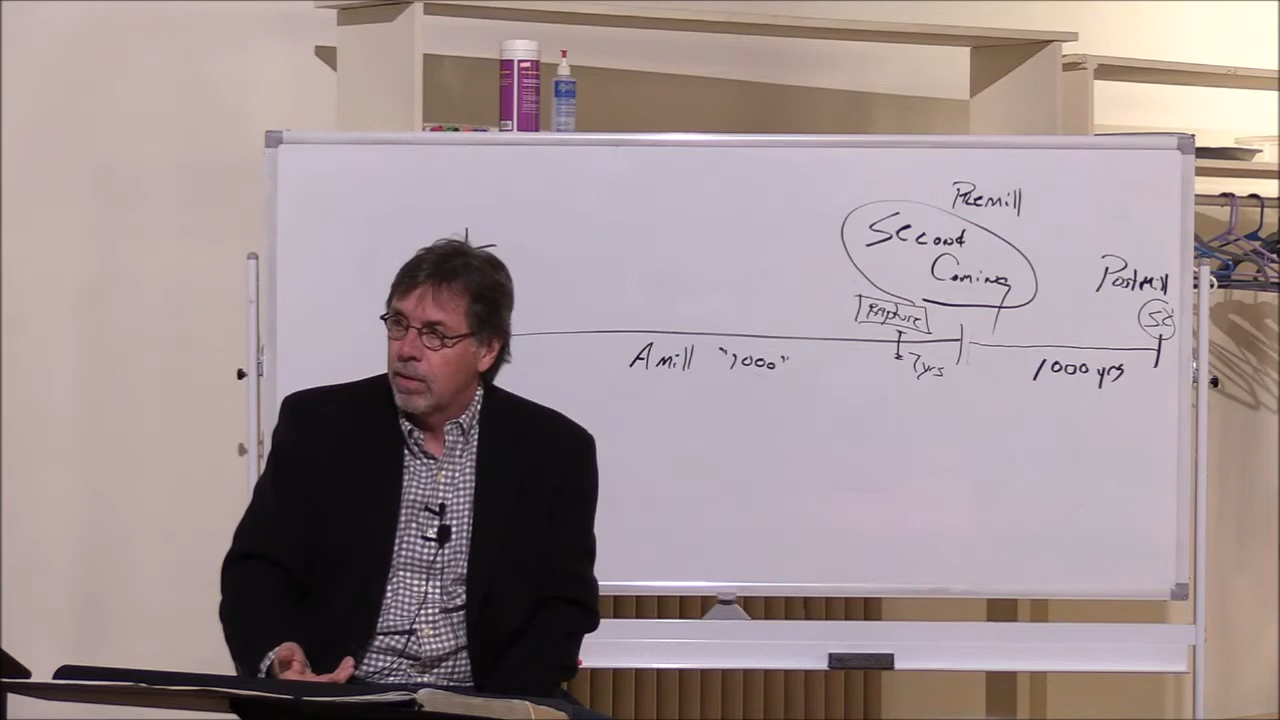 Premill
Second
Coming
Postmill
Rapture
SC
Amill "1000"
7yrs
1000 yrs